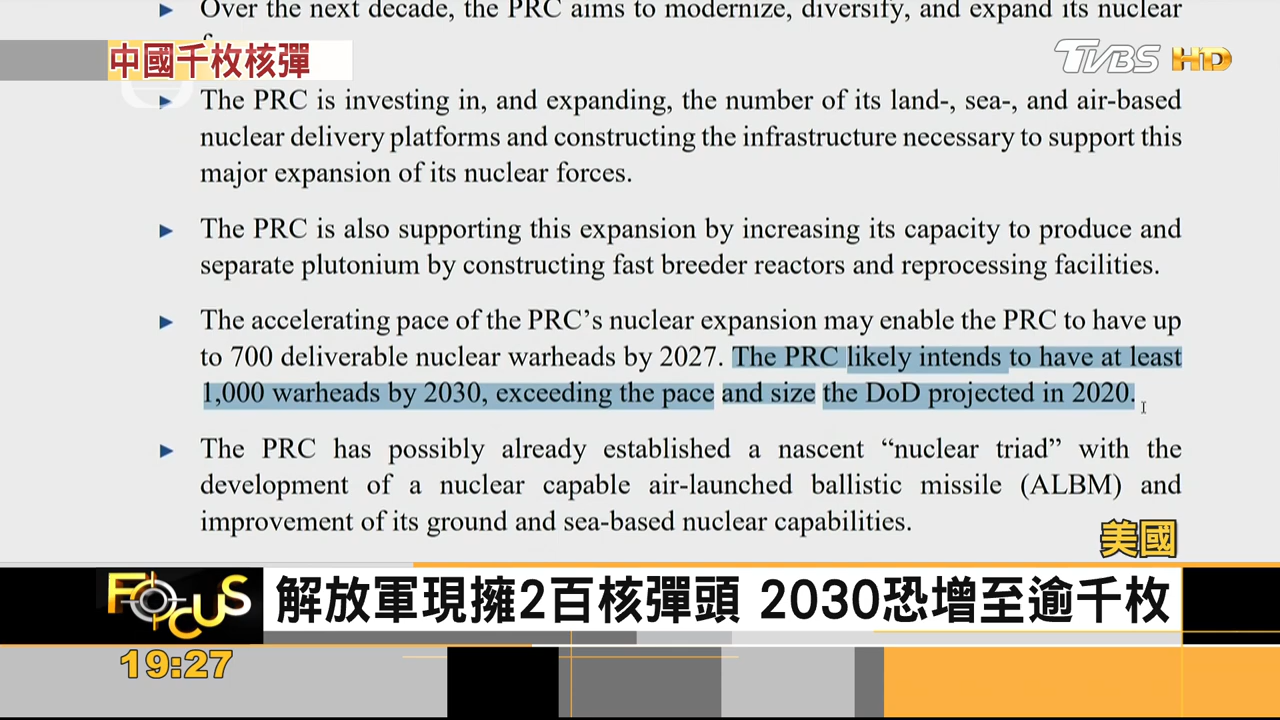 Over the next decade, the PRC aims to modernize, diversify, and expand its nuclear
中國千枚核彈
TVBS HD
The PRC is investing in, and expanding, the number of its land-, sea-, and air-based
nuclear delivery platforms and constructing the infrastructure necessary to support this
major expansion of its nuclear forces.
The PRC is also supporting this expansion by increasing its capacity to produce and
separate plutonium by constructing fast breeder reactors and reprocessing facilities.
The accelerating pace of the PRC’s nuclear expansion may enable the PRC to have up
to 700 deliverable nuclear warheads by 2027. The PRC likely intends to have at least
1,000 warheads by 2030, exceeding the pace and size the DoD projected in 2020.
The PRC has possibly already established a nascent “nuclear triad” with the
development of a nuclear capable air-launched ballistic missile (ALBM) and
improvement of its ground and sea-based nuclear capabilities.
美國
FOCUS
解放軍現擁2百核彈頭 2030恐增至逾千枚
19:27